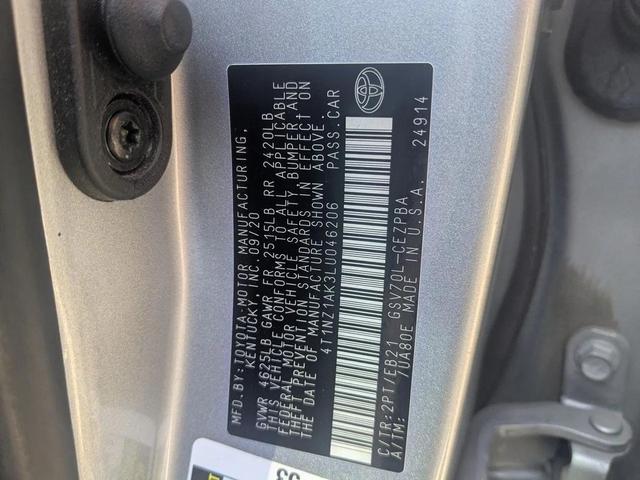 MFD. BY: TOYOTA MOTOR MANUFACTURING,
KENTUCKY, INC. 09/20
GVWR 4625LB GAWR FR 2515LB RR 2420LB
THIS VEHICLE CONFORMS TO ALL APPLICABLE
FEDERAL MOTOR VEHICLE SAFETY, BUMPER, AND
THEFT PREVENTION STANDARDS IN EFFECT ON
THE DATE OF MANUFACTURE SHOWN ABOVE.
4T1NZ1AK3LU046206 PASS. CAR
C/TR: 2PT/EB21 GSV70L-CEZPBA
A/TM: 7UA80E MADE IN U.S.A. 24914